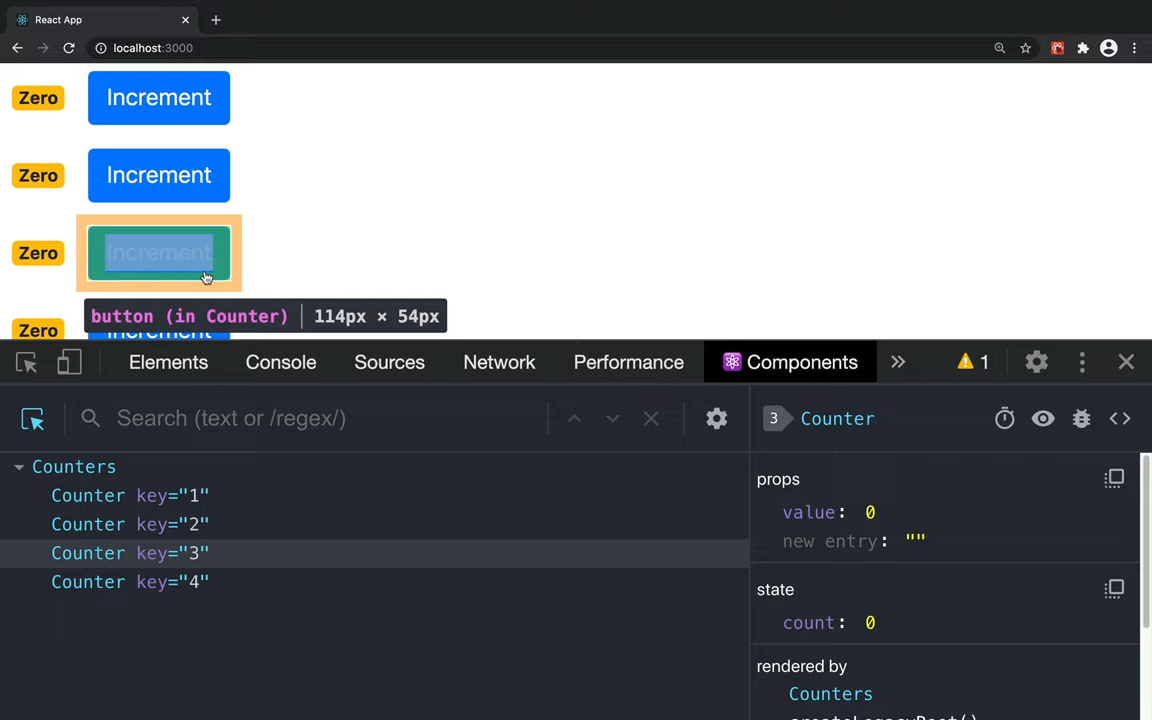 React App
localhost:3000
Zero Increment
Zero Increment
Zero Increment
Zero Increment
button (in Counter) 114px × 54px
Elements Console Sources Network Performance Components 1
Search (text or /regex/) 3 Counter
Counters
Counter key="1"
Counter key="2"
Counter key="3"
Counter key="4"
props
value: 0
new entry: ""
state
count: 0
rendered by
Counters
createLegacyRoot()